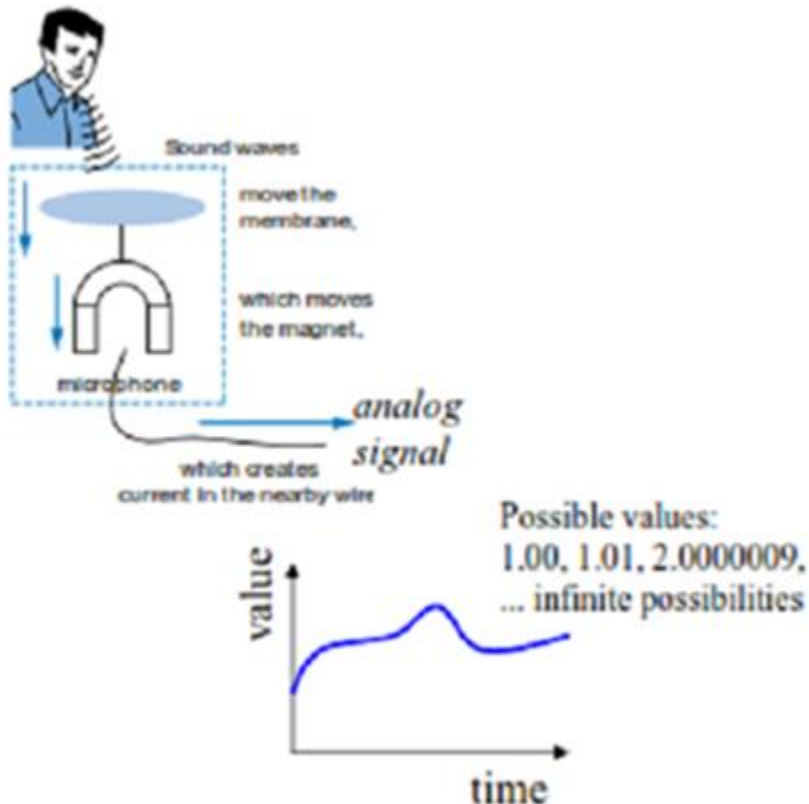 Sound waves
move the
membrane,
which moves
the magnet,
microphone
analog
signal
which creates
current in the nearby wire
Possible values:
1.00, 1.01, 2.0000009,
... infinite possibilities
value
time